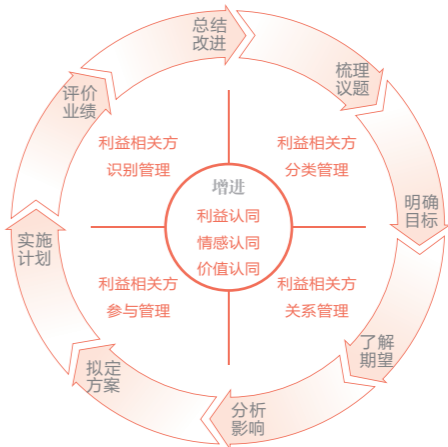 总结
改进
梳理
议题
明确
目标
了解
期望
分析
影响
拟定
方案
实施
计划
评价
业绩
利益相关方
识别管理
利益相关方
分类管理
增进
利益认同
情感认同
价值认同
利益相关方
参与管理
利益相关方
关系管理